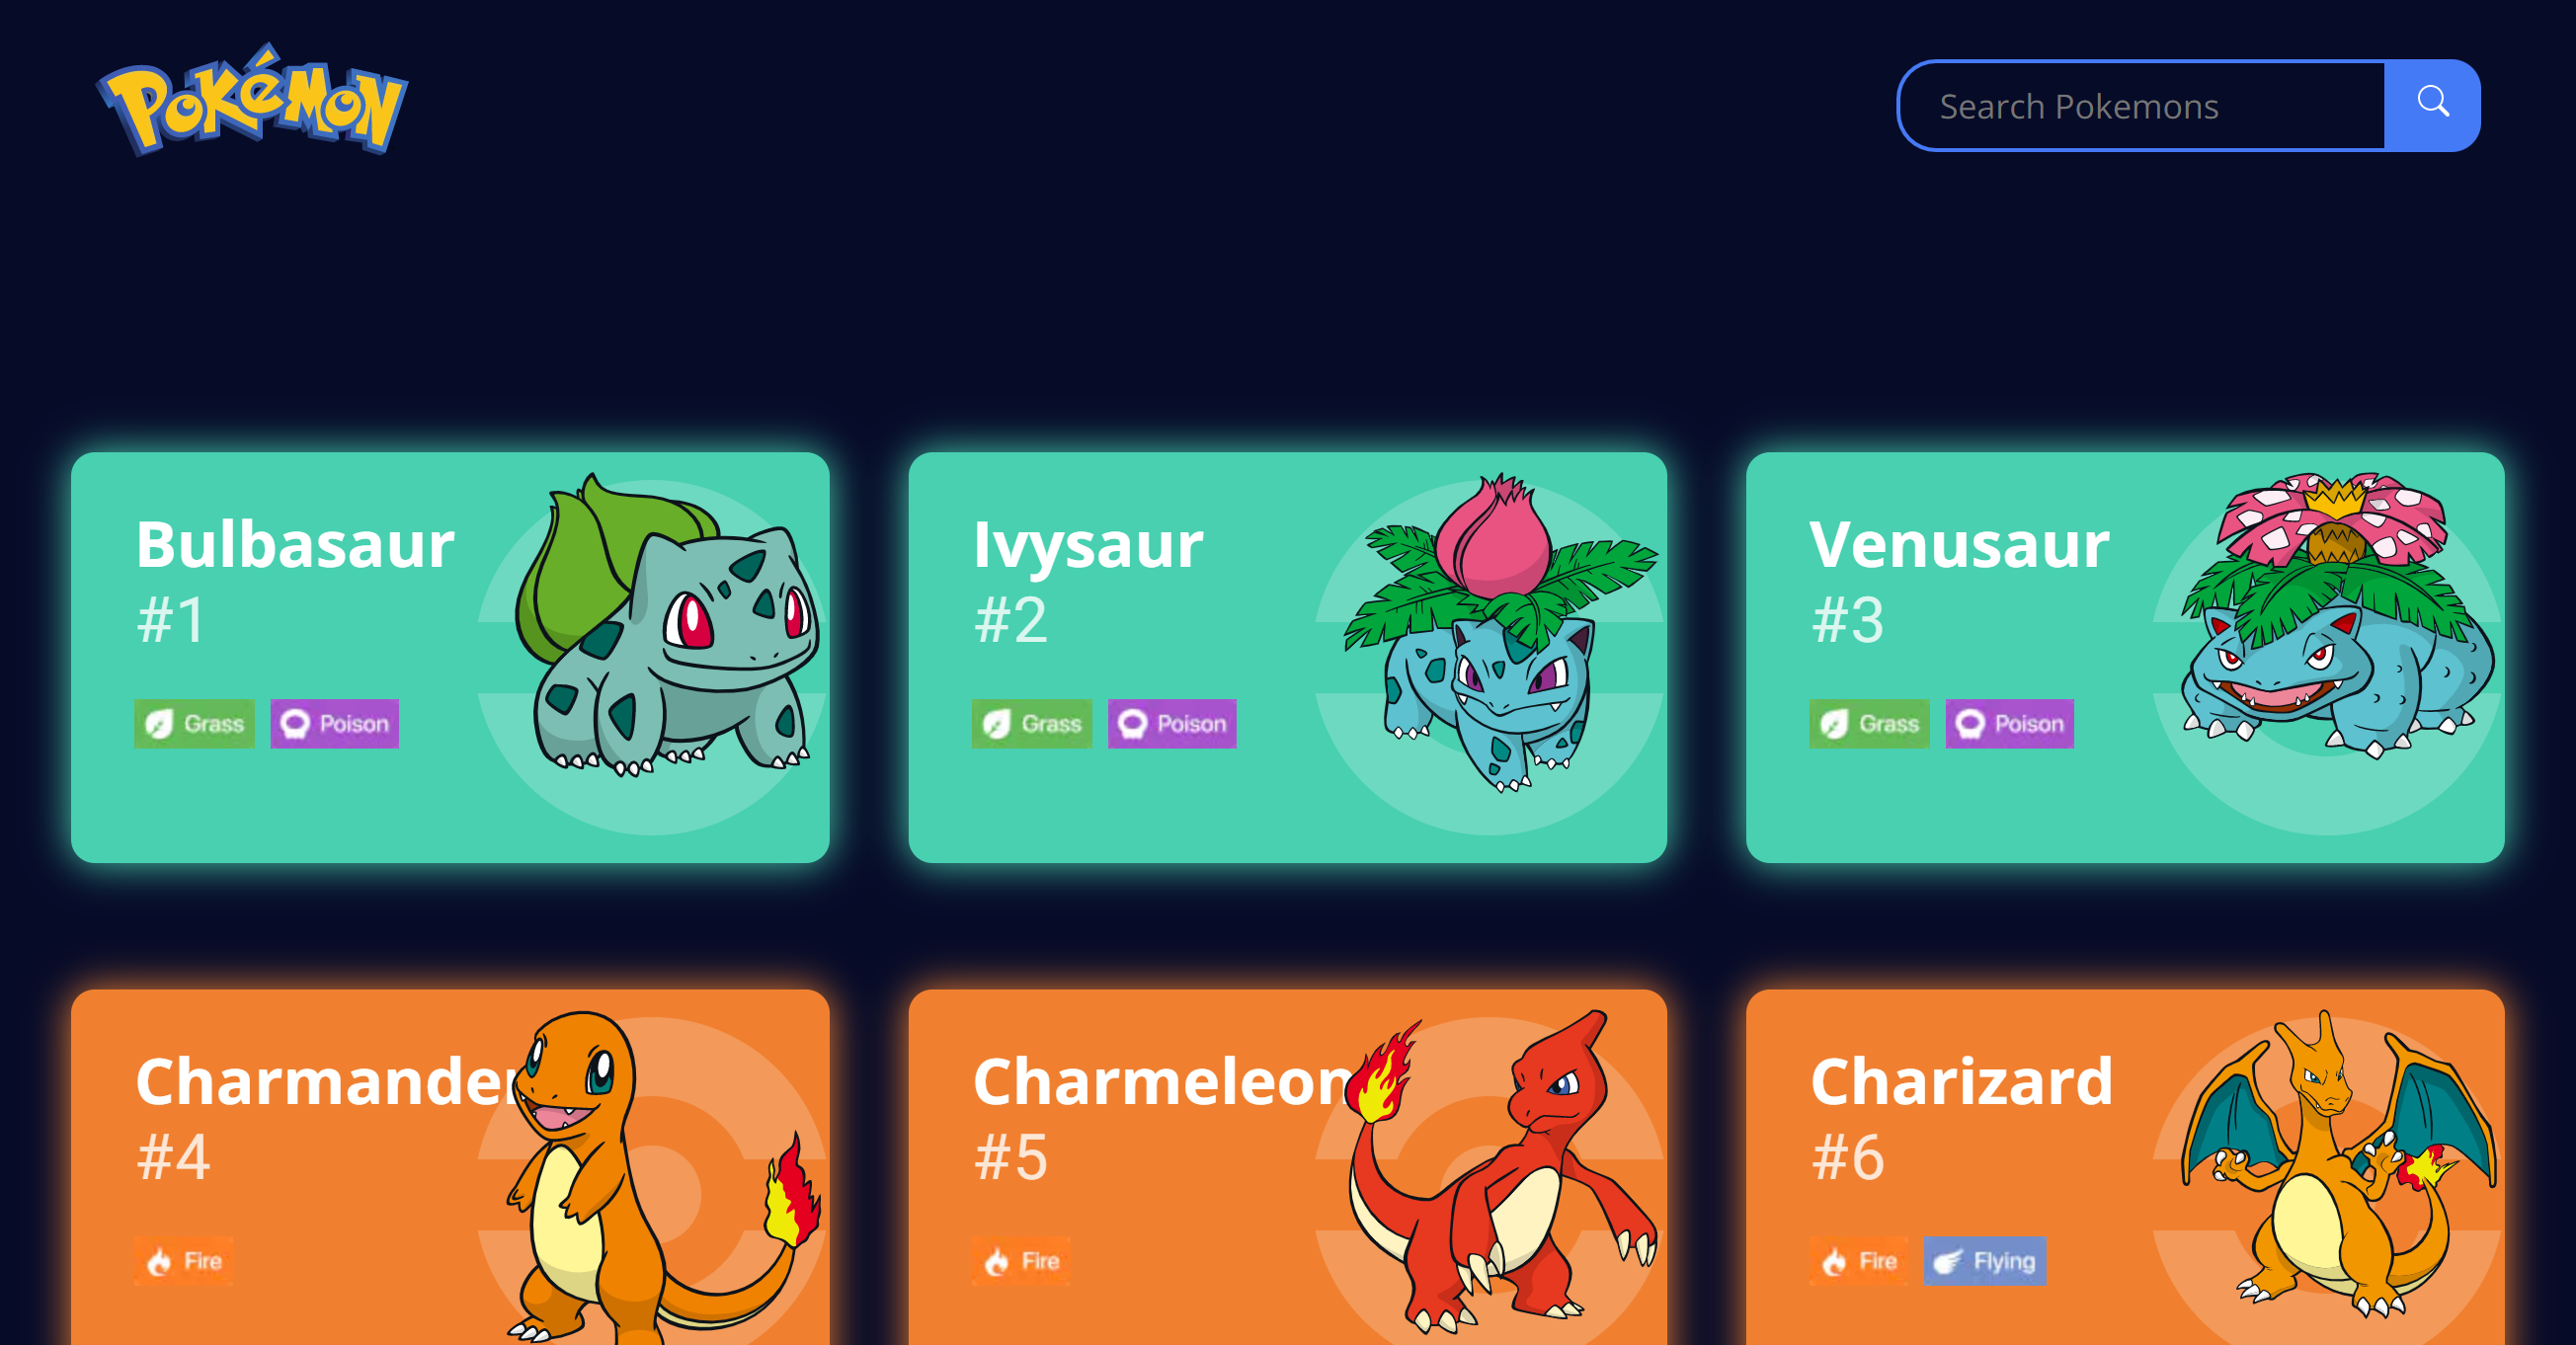 Pokémon
Search Pokemons
Bulbasaur
#1
Grass Poison
Ivysaur
#2
Grass Poison
Venusaur
#3
Grass Poison
Charmander
#4
Fire
Charmeleon
#5
Fire
Charizard
#6
Fire Flying